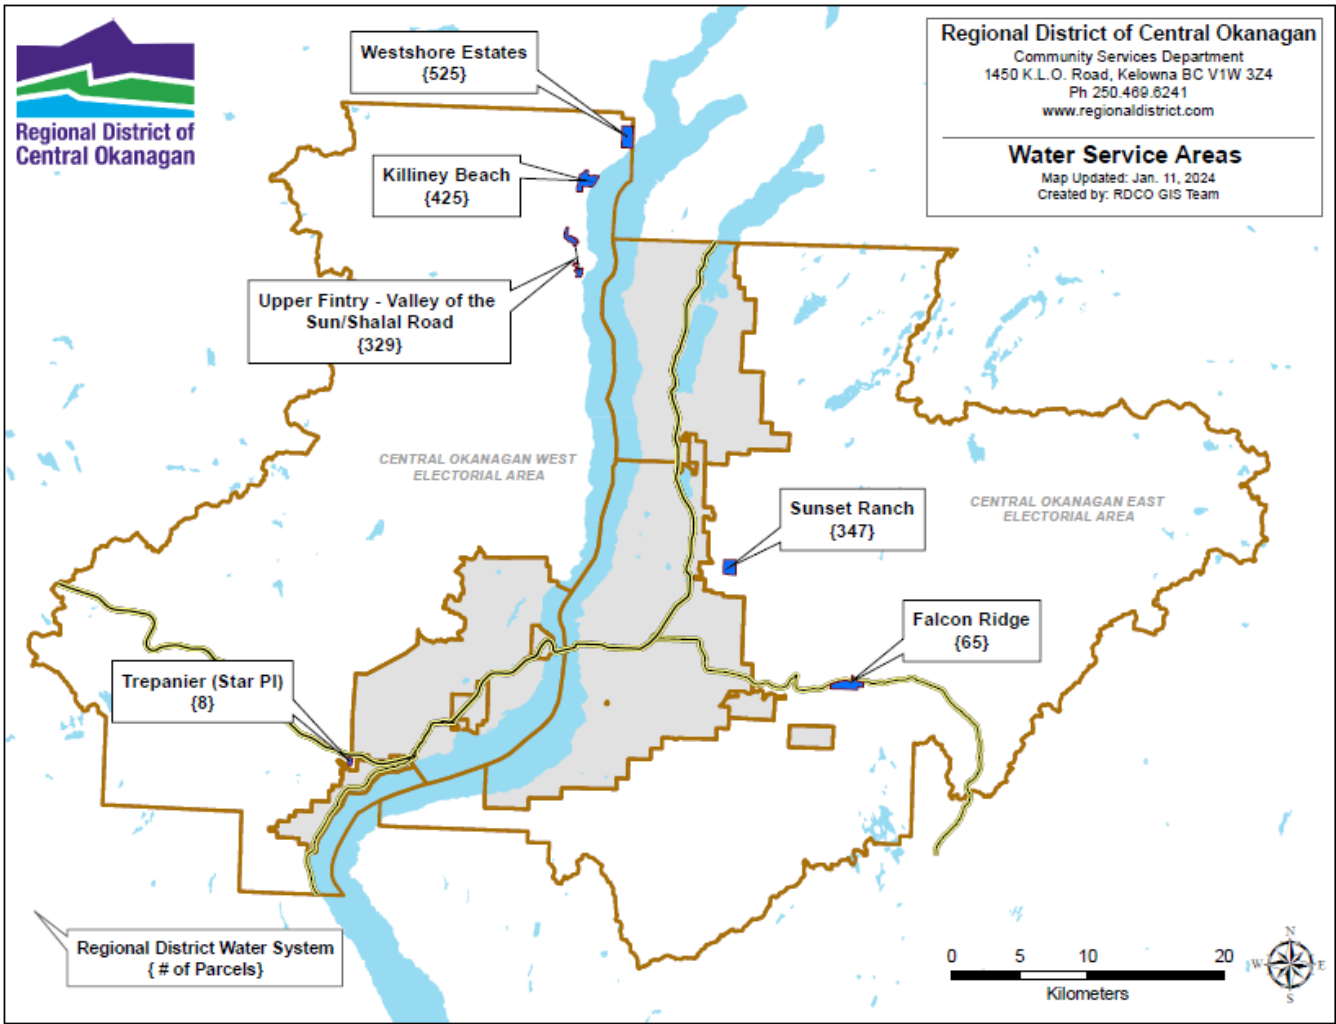 Regional District of
Central Okanagan
Westshore Estates
{525}
Killiney Beach
{425}
Upper Fintry - Valley of the
Sun/Shalal Road
{329}
Regional District of Central Okanagan
Community Services Department
1450 K.L.O. Road, Kelowna BC V1W 3Z4
Ph 250.469.6241
www.regionaldistrict.com
Water Service Areas
Map Updated: Jan. 11, 2024
Created by: RDCO GIS Team
CENTRAL OKANAGAN WEST
ELECTORIAL AREA
Sunset Ranch
{347}
CENTRAL OKANAGAN EAST
ELECTORIAL AREA
Falcon Ridge
{65}
Trepanier (Star Pl)
{8}
Regional District Water System
{ # of Parcels}
0 5 10 20
Kilometers
N
W E
S